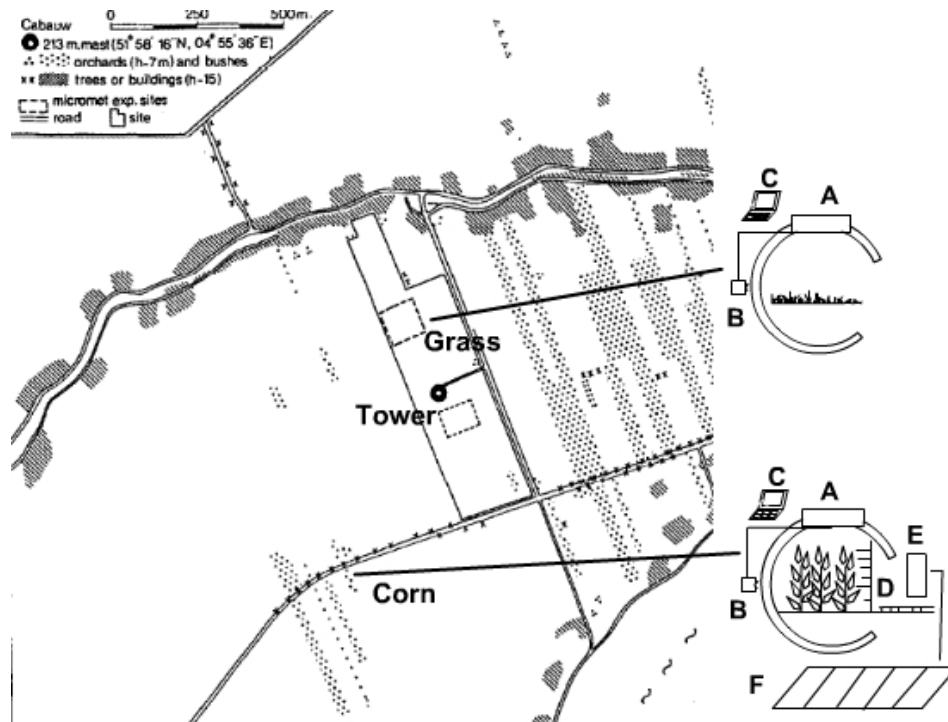 Cabauw 0 250 500m.
213 m.mast (51° 58' 16"N, 04° 55' 36"E)
orchards (h-7m) and bushes
trees or buildings (h-15)
micromet exp. sites
road site
C
A
B
Grass
Tower
C
A
E
D
B
Corn
F